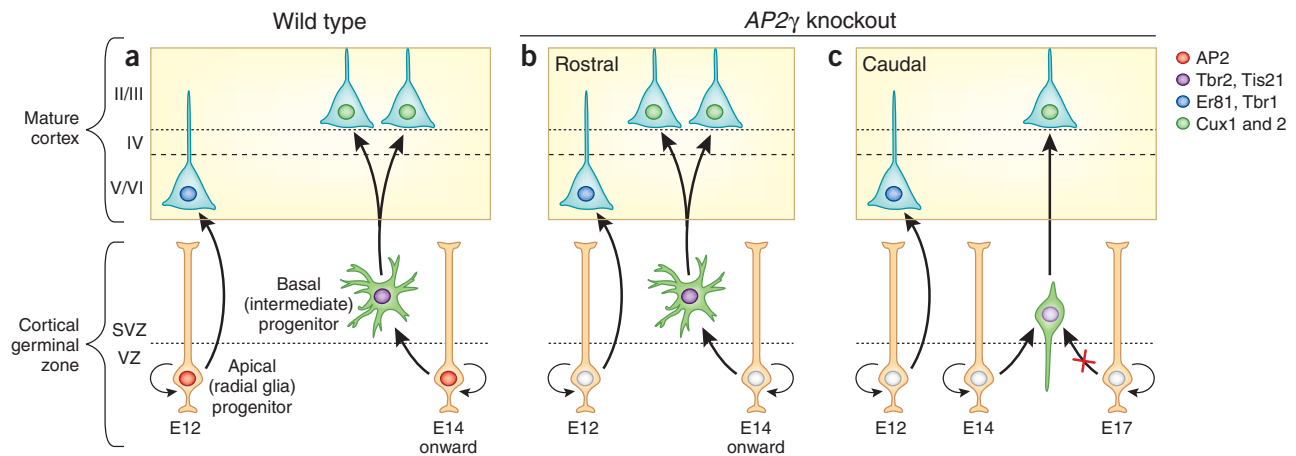 Wild type
AP2γ knockout
a
b
c
Rostral
Caudal
AP2
Tbr2, Tis21
Er81, Tbr1
Cux1 and 2
Mature
cortex
II/III
IV
V/VI
Cortical
germinal
zone
SVZ
VZ
Basal
(intermediate)
progenitor
Apical
(radial glia)
progenitor
E12
E14
onward
E12
E14
onward
E12
E14
E17